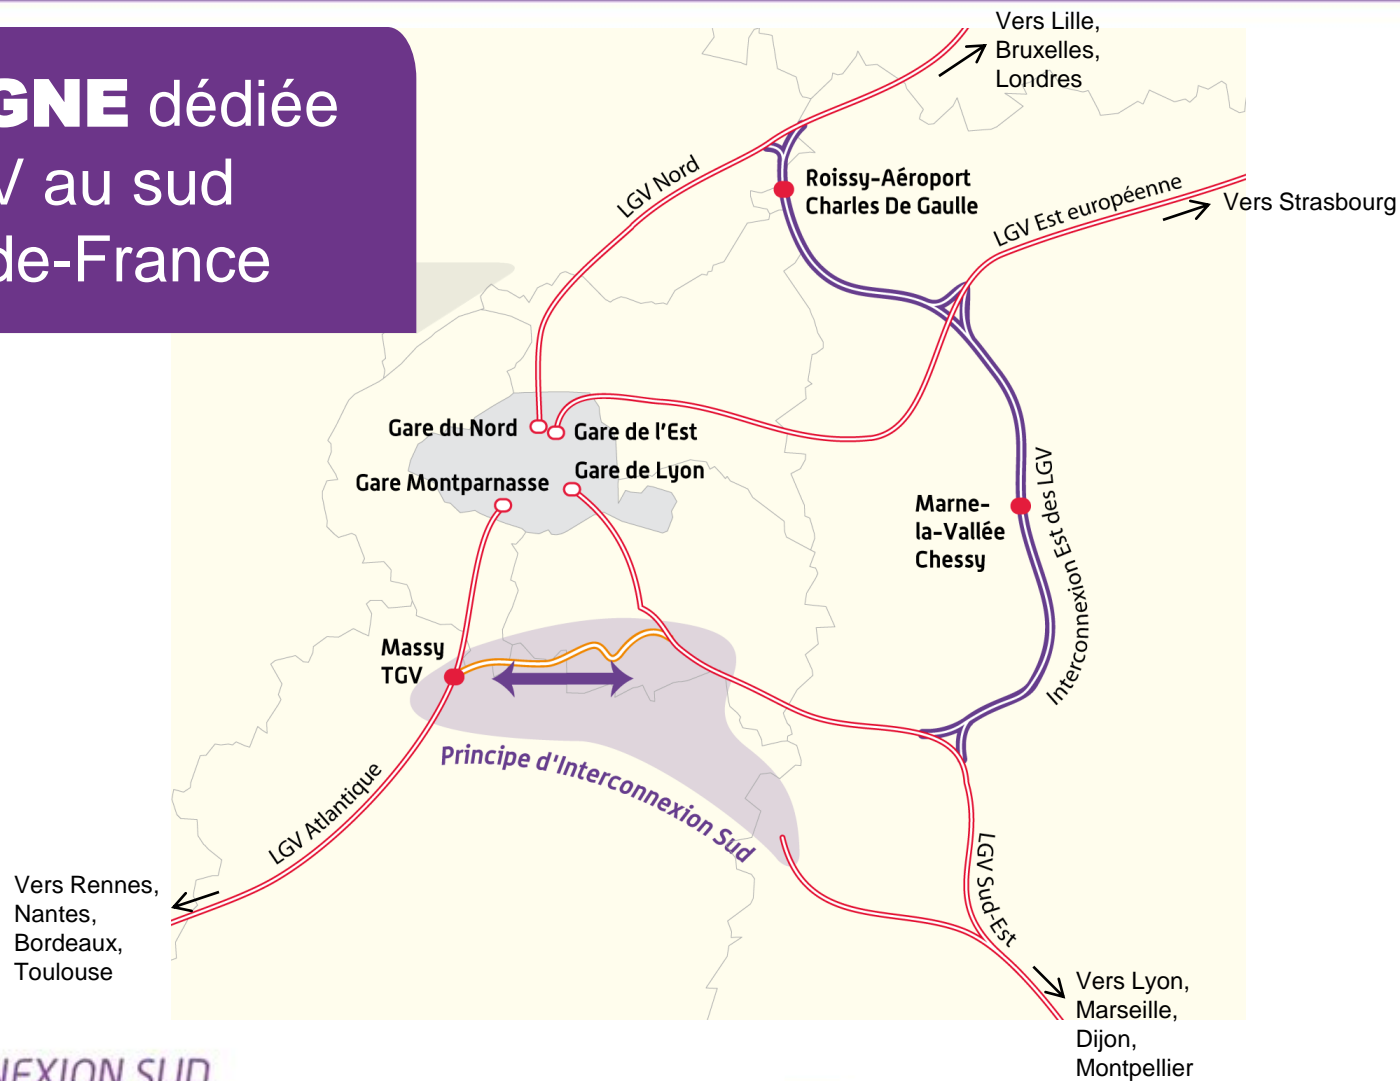 GNE dédiée
V au sud
de-France
Vers Lille,
Bruxelles,
Londres
LGV Nord
Roissy-Aéroport
Charles De Gaulle
LGV Est européenne
Vers Strasbourg
Gare du Nord
Gare de l'Est
Gare de Lyon
Gare Montparnasse
Marne-
la-Vallée
Chessy
Interconnexion Est des LGV
Massy
TGV
Principe d'Interconnexion Sud
LGV Atlantique
LGV Sud-Est
Vers Rennes,
Nantes,
Bordeaux,
Toulouse
Vers Lyon,
Marseille,
Dijon,
Montpellier
NEXION SUD